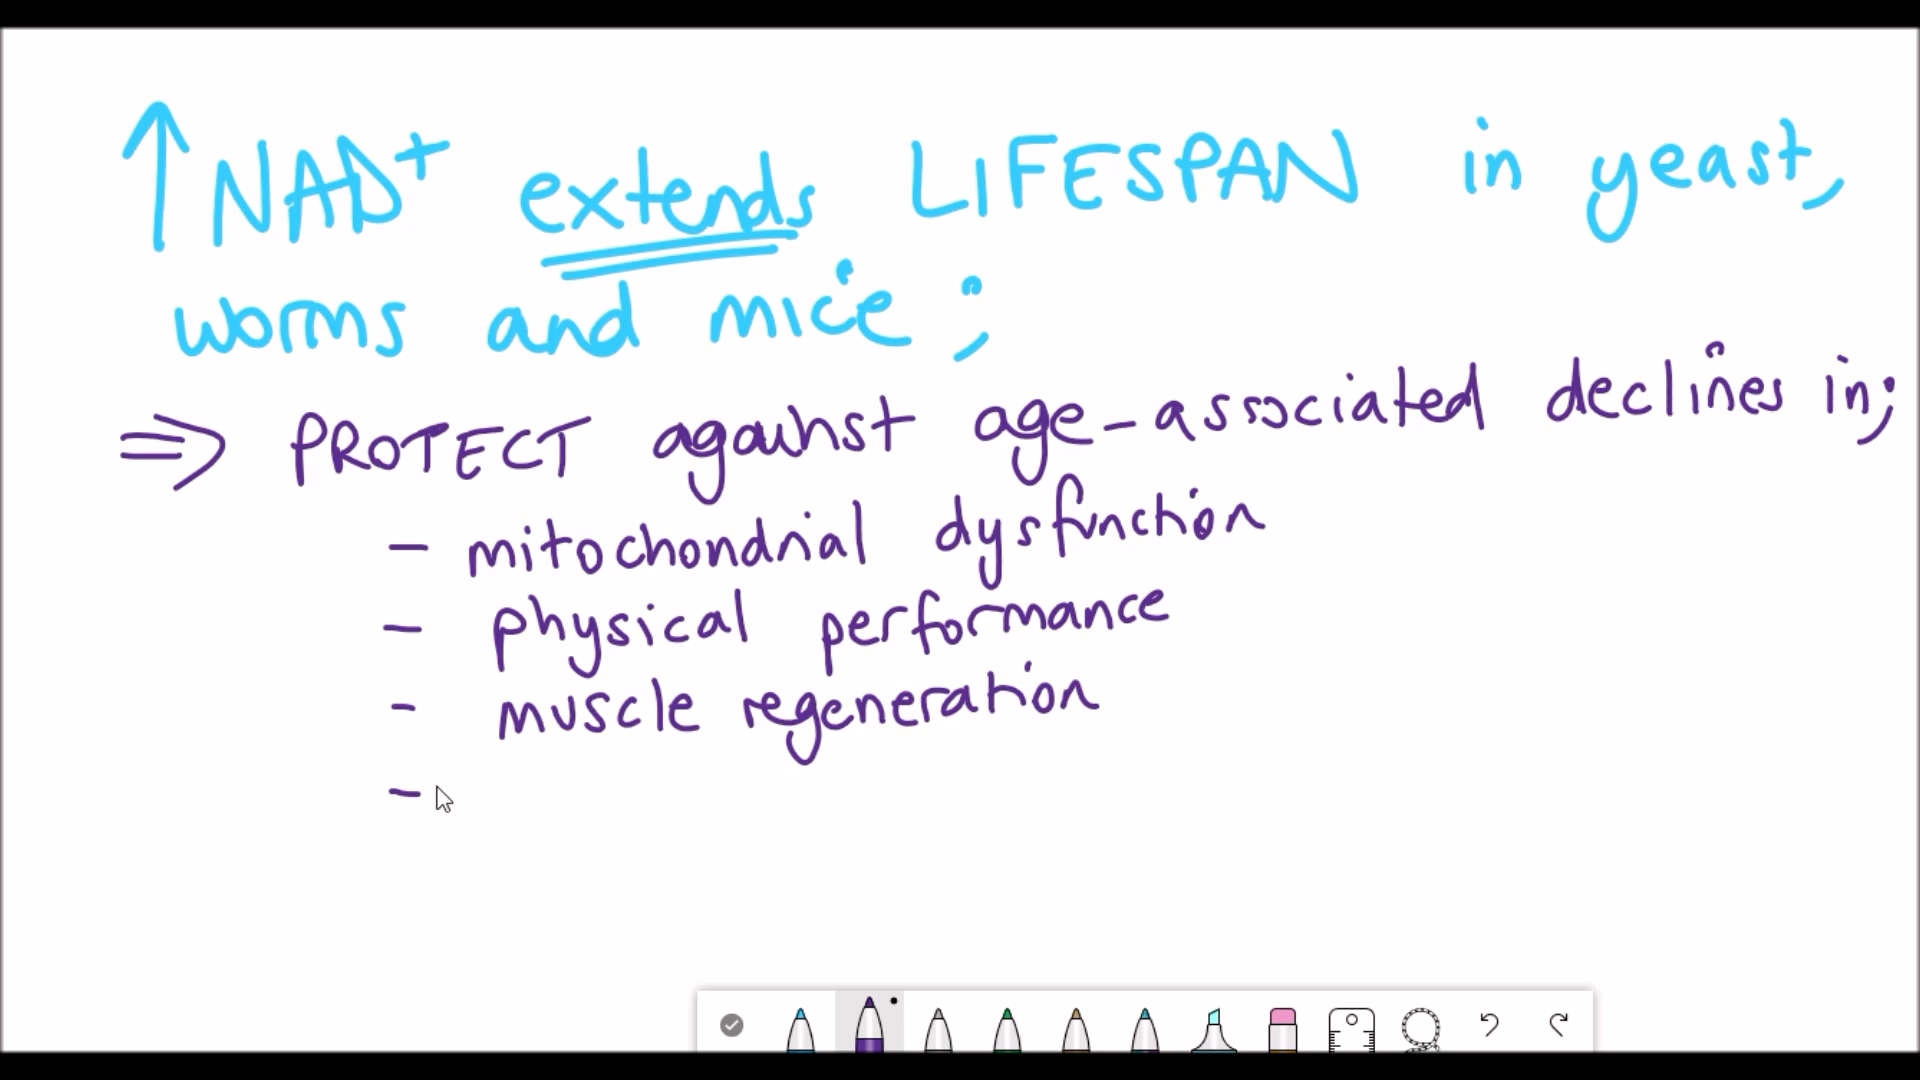 ↑ NAD+ extends LIFESPAN in yeast,
worms and mice;
⇒ PROTECT against age-associated declines in;
- mitochondrial dysfunction
- physical performance
- muscle regeneration
-